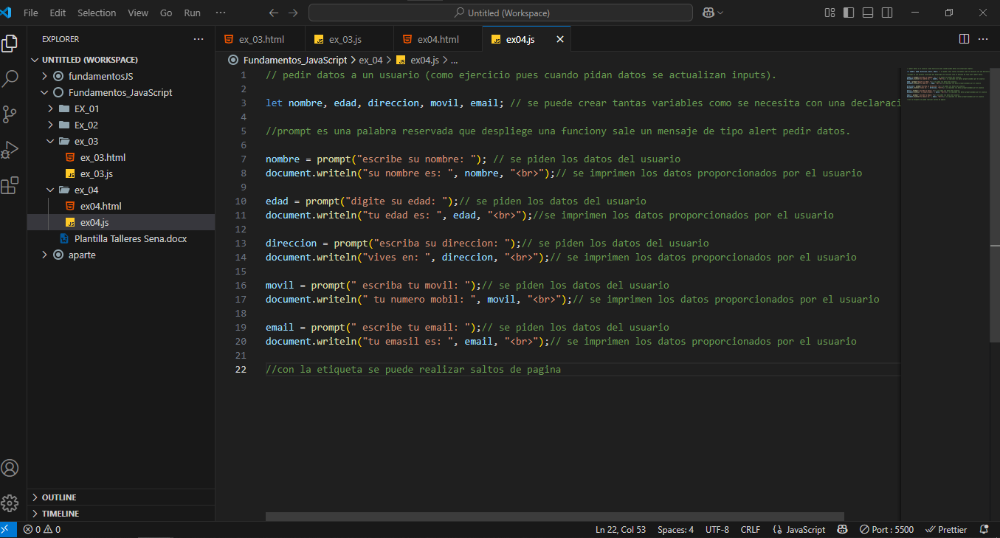 File Edit Selection View Go Run ··· Untitled (Workspace)
EXPLORER ···
UNTITLED (WORKSPACE)
fundamentosJS
Fundamentos_JavaScript
EX_01
Ex_02
ex_03
ex_03.html
JS ex_03.js
ex_04
ex04.html
JS ex04.js
Plantilla Talleres Sena.docx
aparte
OUTLINE
TIMELINE
ex_03.html JS ex_03.js ex04.html JS ex04.js
Fundamentos_JavaScript > ex_04 > JS ex04.js > ...
1 // pedir datos a un usuario (como ejercicio pues cuando pidan datos se actualizan inputs).
2
3 let nombre, edad, direccion, movil, email; // se puede crear tantas variables como se necesita con una declaraci
4
5 //prompt es una palabra reservada que despliege una funciony sale un mensaje de tipo alert pedir datos.
6
7 nombre = prompt("escribe su nombre: "); // se piden los datos del usuario
8 document.writeln("su nombre es: ", nombre, "<br>");// se imprimen los datos proporcionados por el usuario
9
10 edad = prompt("digite su edad: ");// se piden los datos del usuario
11 document.writeln("tu edad es: ", edad, "<br>");//se imprimen los datos proporcionados por el usuario
12
13 direccion = prompt("escriba su direccion: ");// se piden los datos del usuario
14 document.writeln("vives en: ", direccion, "<br>");// se imprimen los datos proporcionados por el usuario
15
16 movil = prompt(" escriba tu movil: ");// se piden los datos del usuario
17 document.writeln(" tu numero mobil: ", movil, "<br>");// se imprimen los datos proporcionados por el usuario
18
19 email = prompt(" escribe tu email: ");// se piden los datos del usuario
20 document.writeln("tu emasil es: ", email, "<br>");// se imprimen los datos proporcionados por el usuario
21
22 //con la etiqueta se puede realizar saltos de pagina
0 0 Ln 22, Col 53 Spaces: 4 UTF-8 CRLF {} JavaScript Port : 5500 Prettier